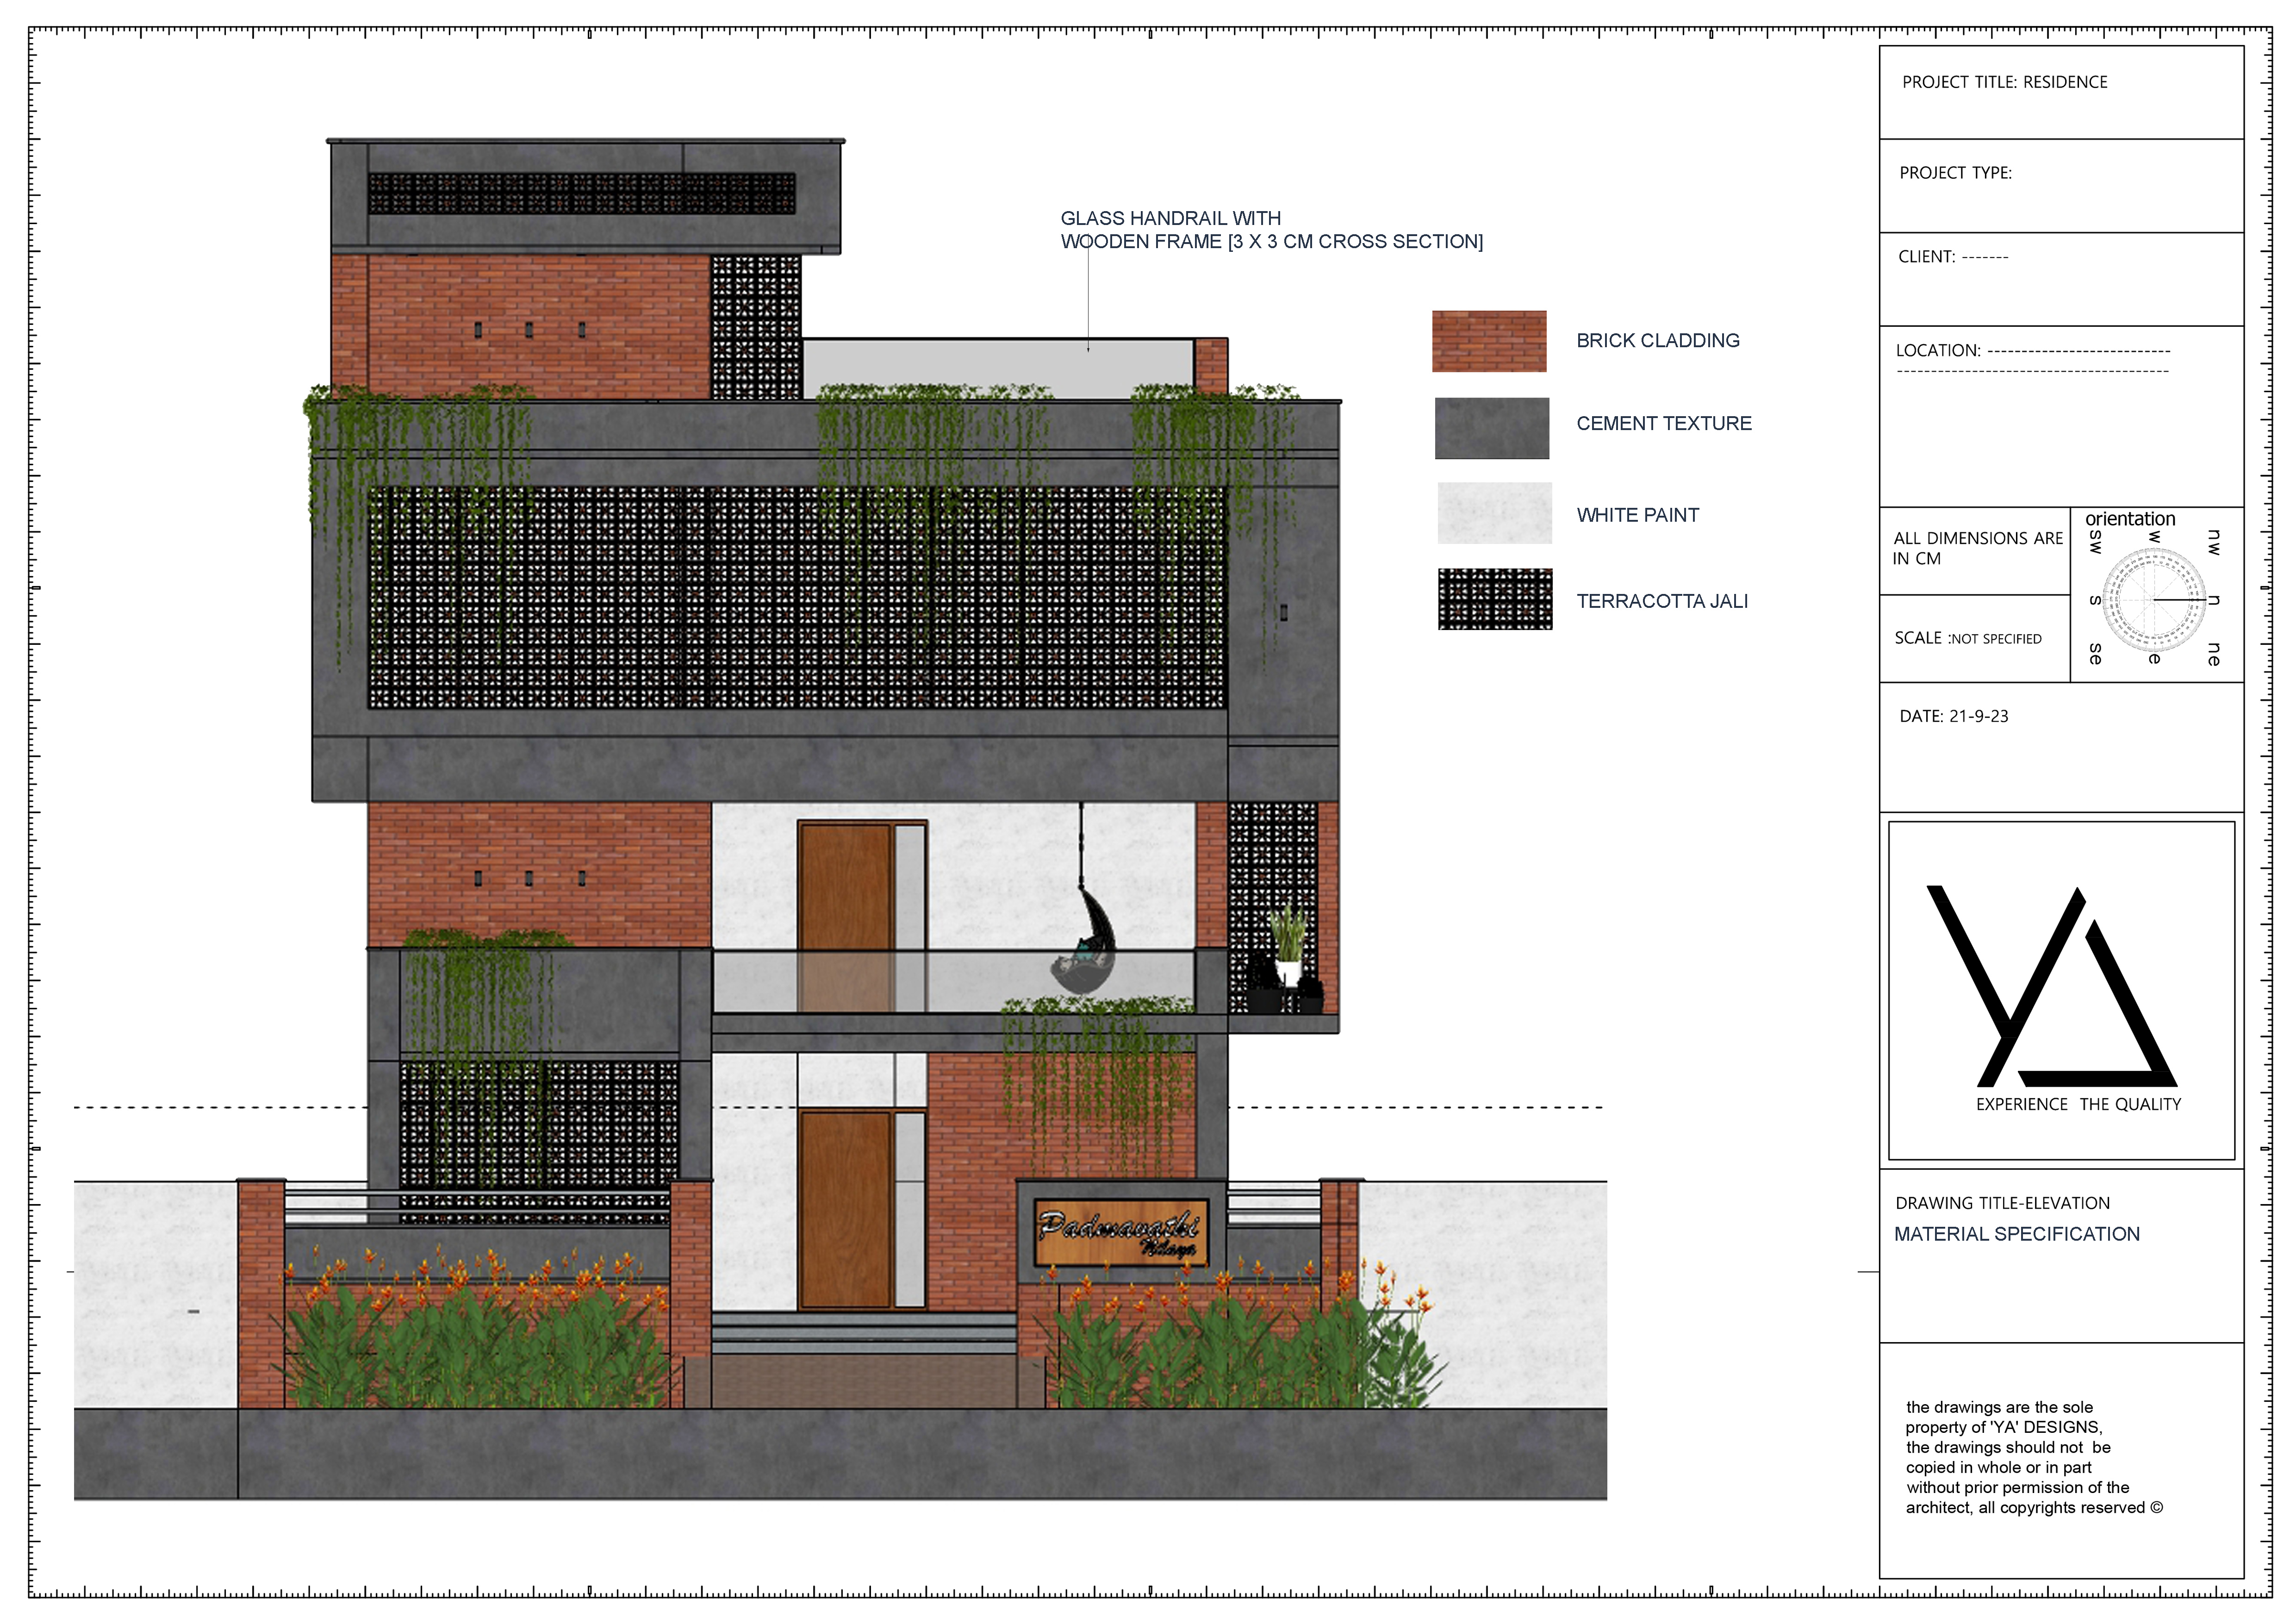 GLASS HANDRAIL WITH
WOODEN FRAME [3 X 3 CM CROSS SECTION]
BRICK CLADDING
CEMENT TEXTURE
WHITE PAINT
TERRACOTTA JALI
Padmavathi
Nilaya
PROJECT TITLE: RESIDENCE
PROJECT TYPE:
CLIENT: -------
LOCATION: ---------------------------
----------------------------------------
ALL DIMENSIONS ARE
IN CM
orientation
sw w nw
s n
se e ne
SCALE :NOT SPECIFIED
DATE: 21-9-23
YA
EXPERIENCE THE QUALITY
DRAWING TITLE-ELEVATION
MATERIAL SPECIFICATION
the drawings are the sole
property of 'YA' DESIGNS,
the drawings should not be
copied in whole or in part
without prior permission of the
architect, all copyrights reserved ©